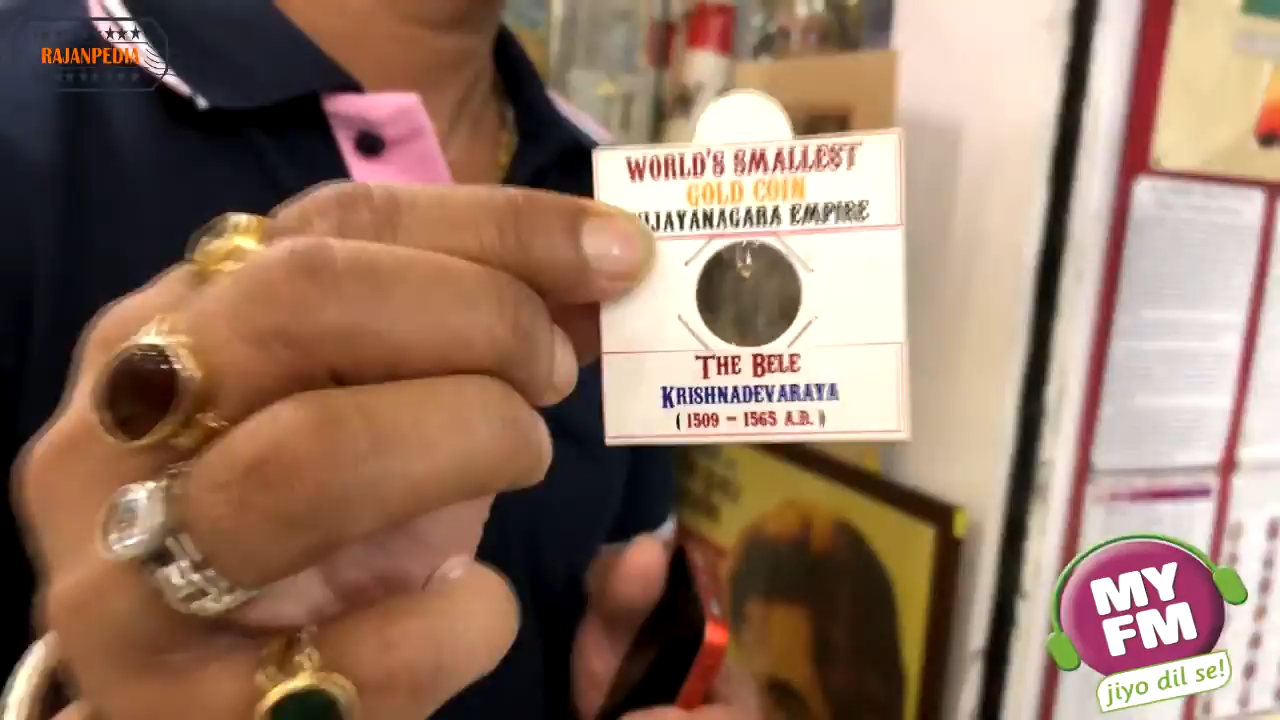 RAJANPEDIA
WORLD'S SMALLEST
GOLD COIN
VIJAYANAGARA EMPIRE
THE BELE
KRISHNADEVARAYA
( 1509 - 1565 A.D. )
MY
FM
jiyo dil se!